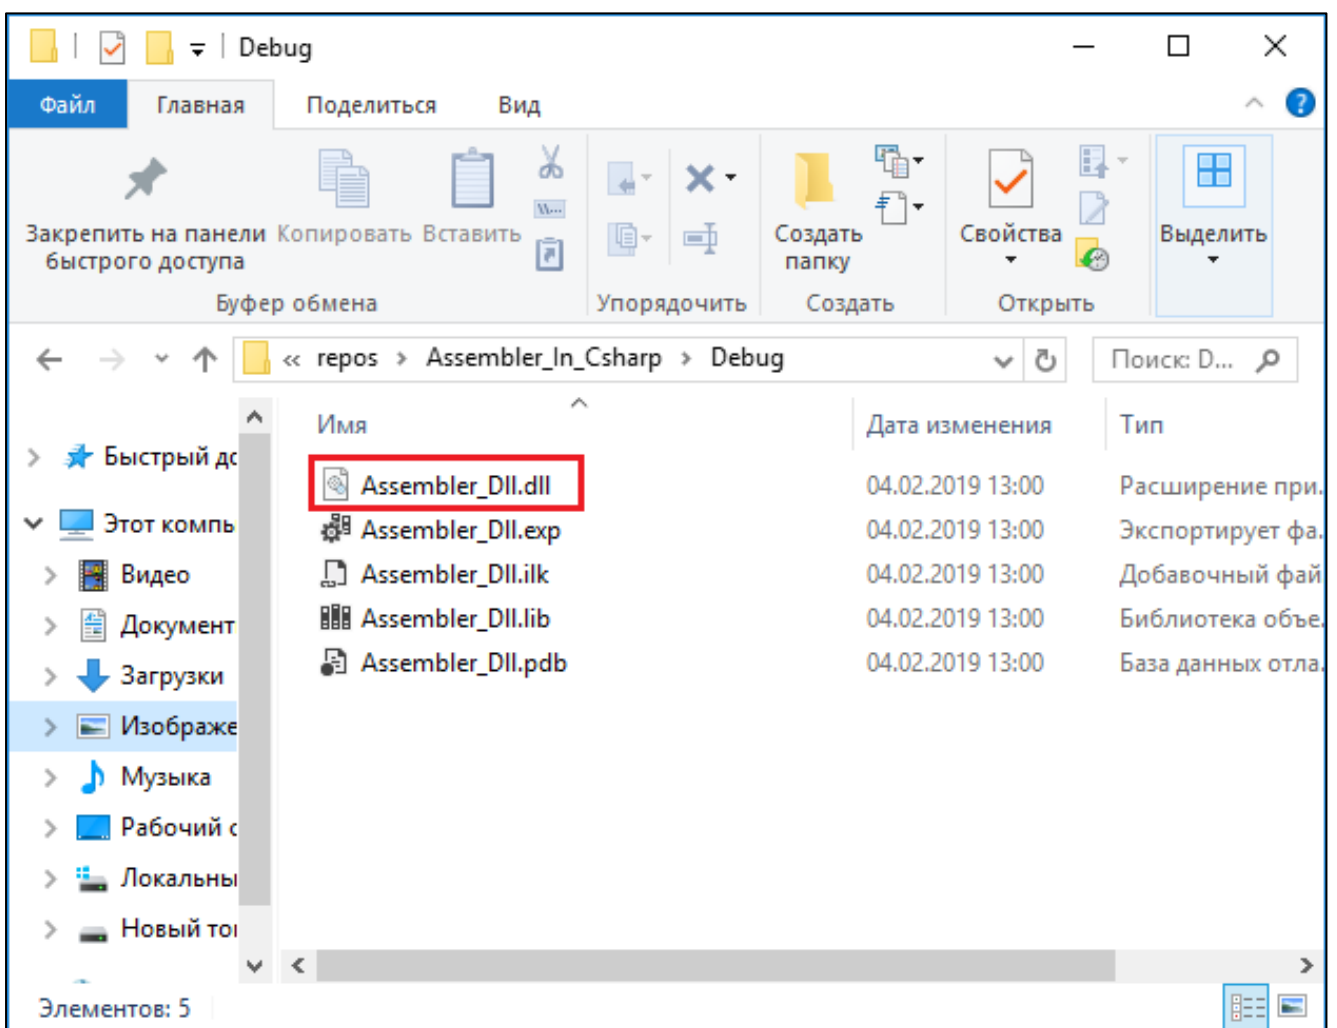 Debug
Файл Главная Поделиться Вид
Закрепить на панели быстрого доступа
Копировать
Вставить
W...
Создать папку
Свойства
Выделить
Буфер обмена Упорядочить Создать Открыть
« repos > Assembler_In_Csharp > Debug
Поиск: D...
Имя Дата изменения Тип
Быстрый дс
Этот компь
Видео
Документ
Загрузки
Изображе
Музыка
Рабочий с
Локальны
Новый то
Assembler_Dll.dll 04.02.2019 13:00 Расширение при.
Assembler_Dll.exp 04.02.2019 13:00 Экспортирует фа.
Assembler_Dll.ilk 04.02.2019 13:00 Добавочный фай
Assembler_Dll.lib 04.02.2019 13:00 Библиотека объе.
Assembler_Dll.pdb 04.02.2019 13:00 База данных отла.
Элементов: 5